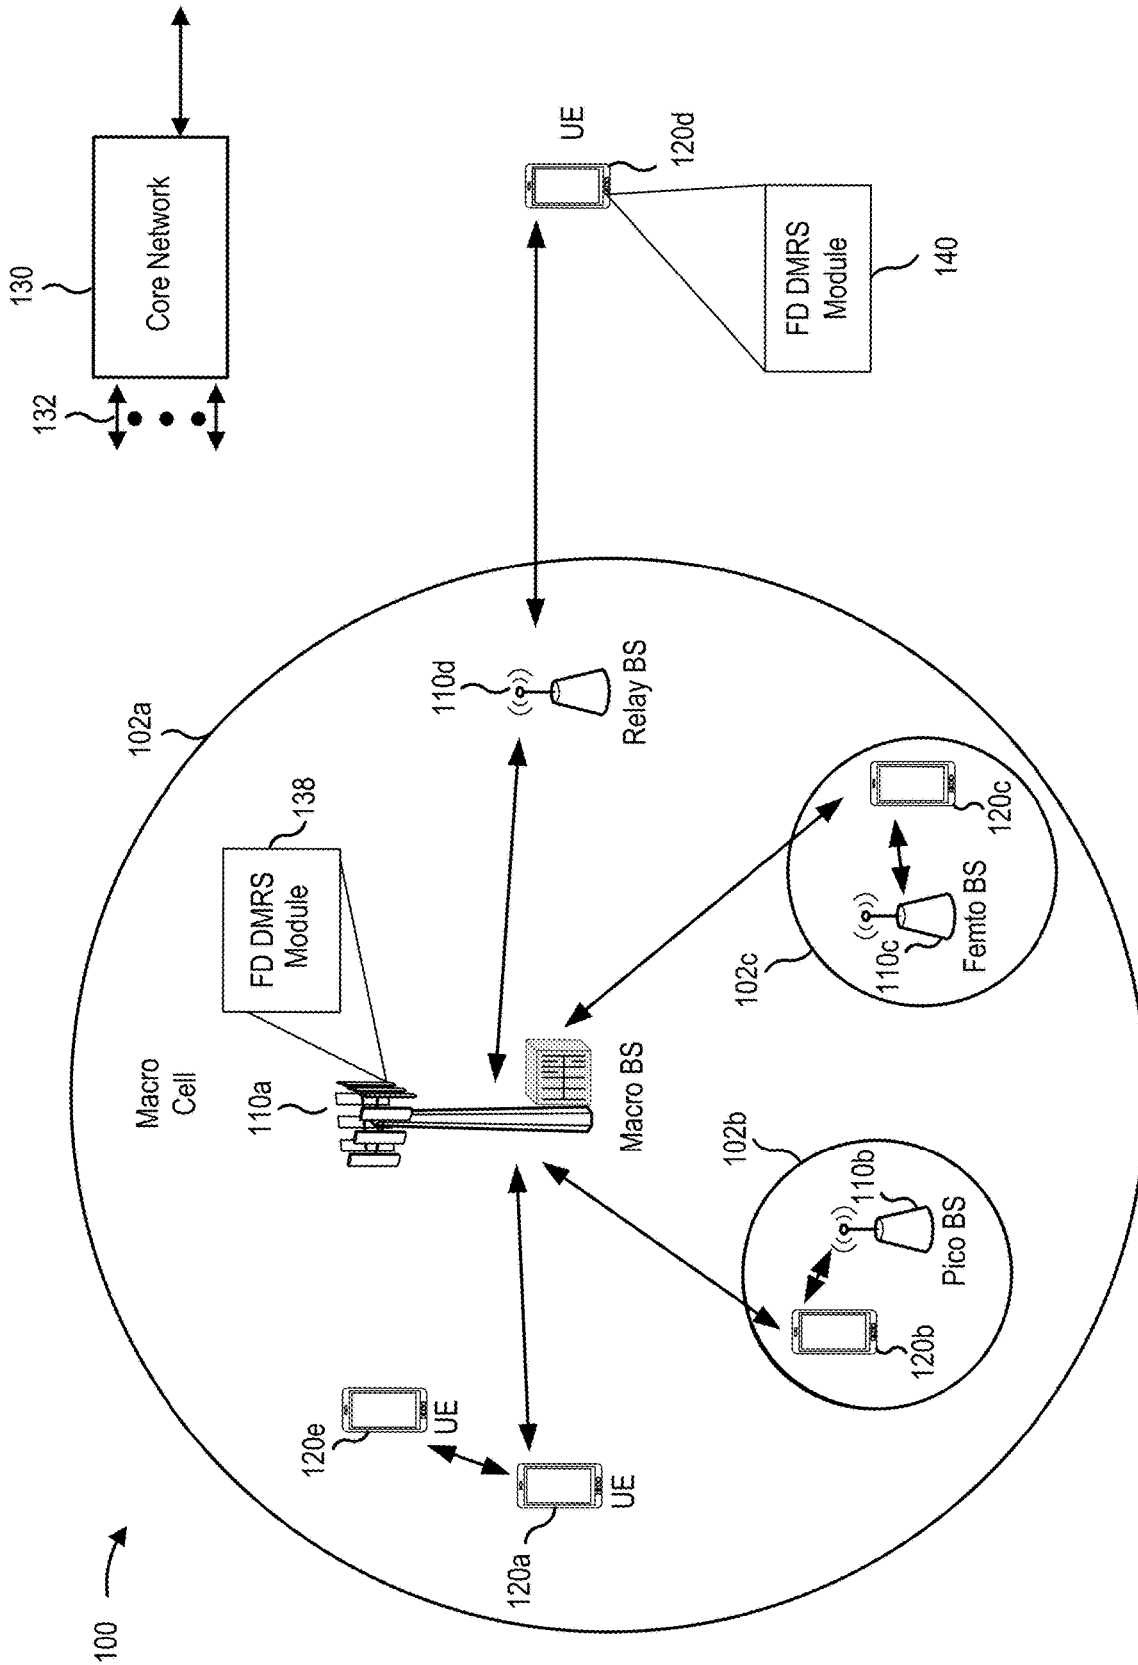 100
102a
130
132
Core Network
Macro
Cell
110a
FD DMRS
Module
138
120e
UE
120a
UE
Macro BS
110d
Relay BS
UE
120d
FD DMRS
Module
140
102b
110b
Pico BS
120b
102c
110c
Femto BS
120c